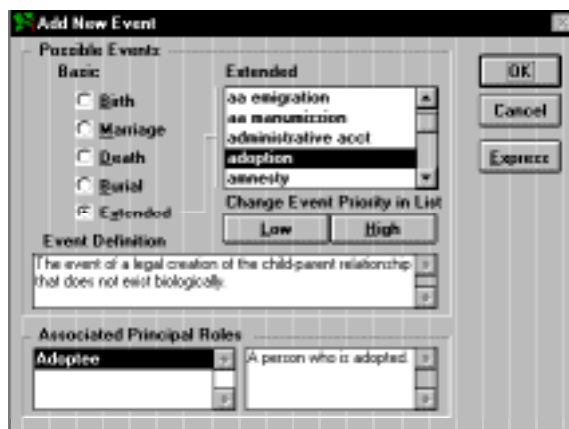 Add New Event
Possible Events
Basic
Birth
Marriage
Death
Burial
Extended
Extended
aa emigration
aa manumission
administrative acct
adoption
amnesty
Change Event Priority in List
Low
High
OK
Cancel
Express
Event Definition
The event of a legal creation of the child-parent relationship
that does not exist biologically.
Associated Principal Roles
Adoptee
A person who is adopted.